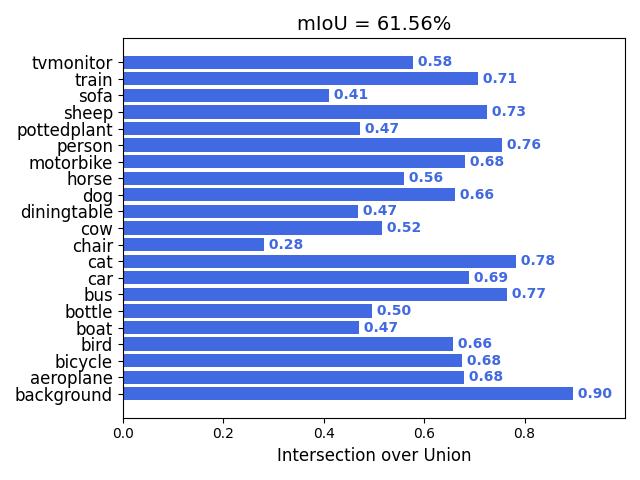 mIoU = 61.56%
tvmonitor 0.58
train 0.71
sofa 0.41
sheep 0.73
pottedplant 0.47
person 0.76
motorbike 0.68
horse 0.56
dog 0.66
diningtable 0.47
cow 0.52
chair 0.28
cat 0.78
car 0.69
bus 0.77
bottle 0.50
boat 0.47
bird 0.66
bicycle 0.68
aeroplane 0.68
background 0.90
0.0 0.2 0.4 0.6 0.8
Intersection over Union